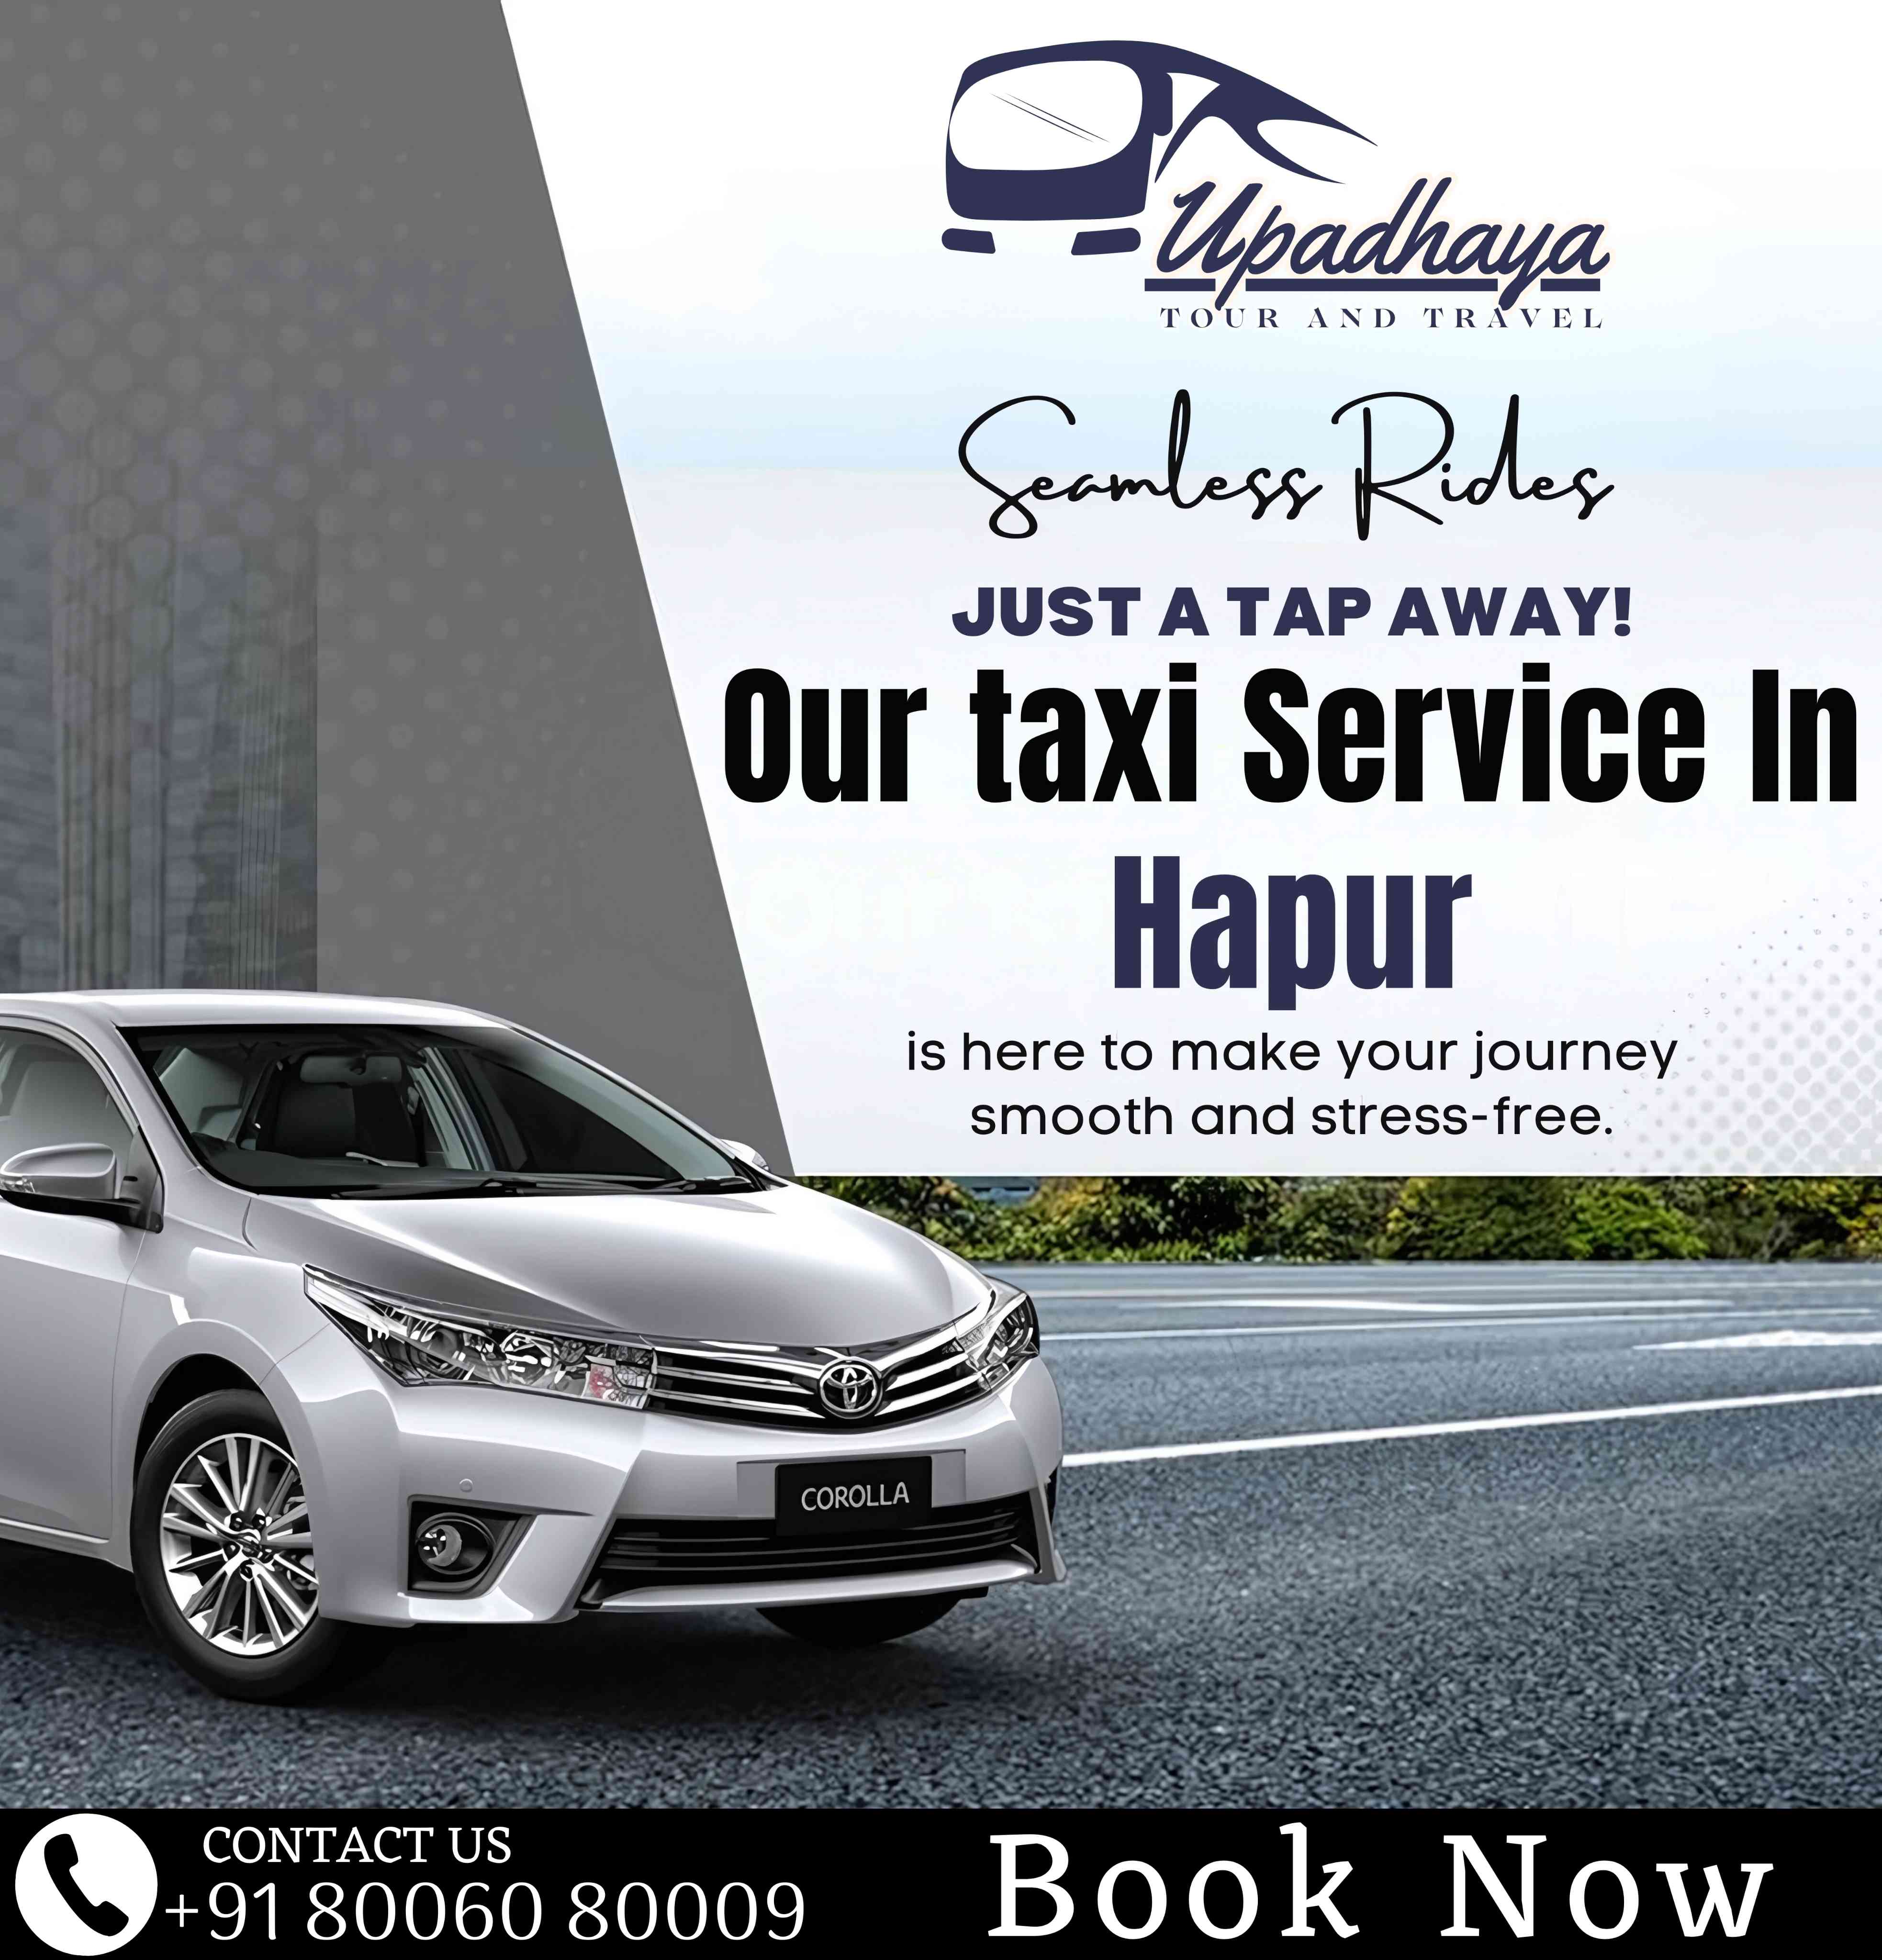 Upadhaya
TOUR AND TRAVEL
Seamless Rides
JUST A TAP AWAY!
Our taxi Service In
Hapur
is here to make your journey
smooth and stress-free.
COROLLA
CONTACT US
+91 80060 80009
Book Now